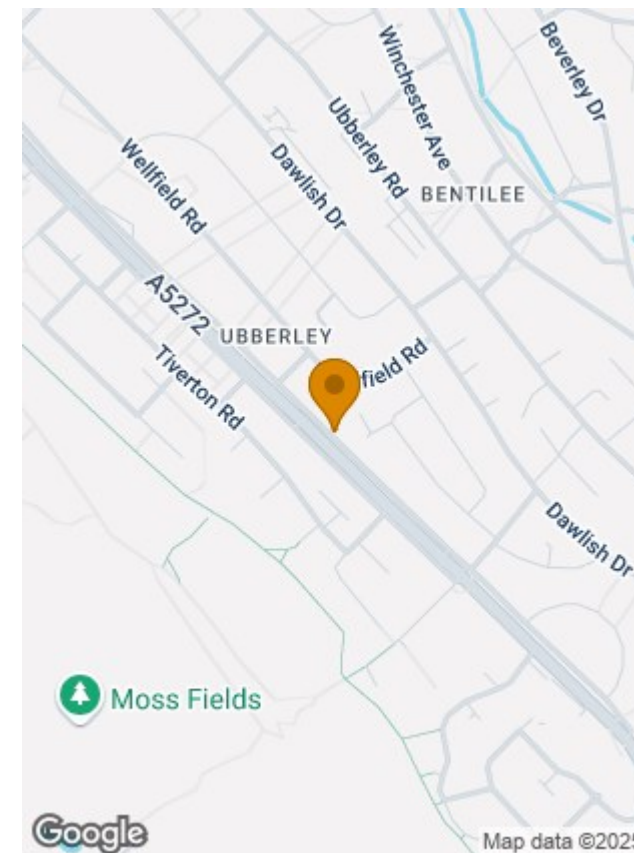 Beverley Dr
Winchester Ave
Ubberley Rd
Dawlish Dr
Wellfield Rd
BENTILEE
A5272
UBBERLEY
field Rd
Tiverton Rd
Dawlish Dr
Moss Fields
Google
Map data ©2025